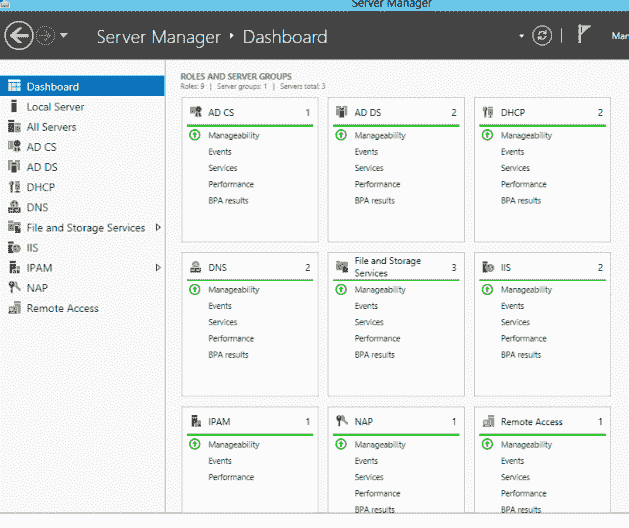 Server Manager
Server Manager • Dashboard
Dashboard
Local Server
All Servers
AD CS
AD DS
DHCP
DNS
File and Storage Services
IIS
IPAM
NAP
Remote Access
ROLES AND SERVER GROUPS
Roles: 9 | Server groups: 1 | Servers total: 3
AD CS 1
Manageability
Events
Services
Performance
BPA results
AD DS 2
Manageability
Events
Services
Performance
BPA results
DHCP 2
Manageability
Events
Services
Performance
BPA results
DNS 2
Manageability
Events
Services
Performance
BPA results
File and Storage
Services 3
Manageability
Events
Services
Performance
BPA results
IIS 2
Manageability
Events
Services
Performance
BPA results
IPAM 1
Manageability
Events
Performance
NAP 1
Manageability
Events
Services
Performance
BPA results
Remote Access 1
Manageability
Events
Services
Performance
BPA results